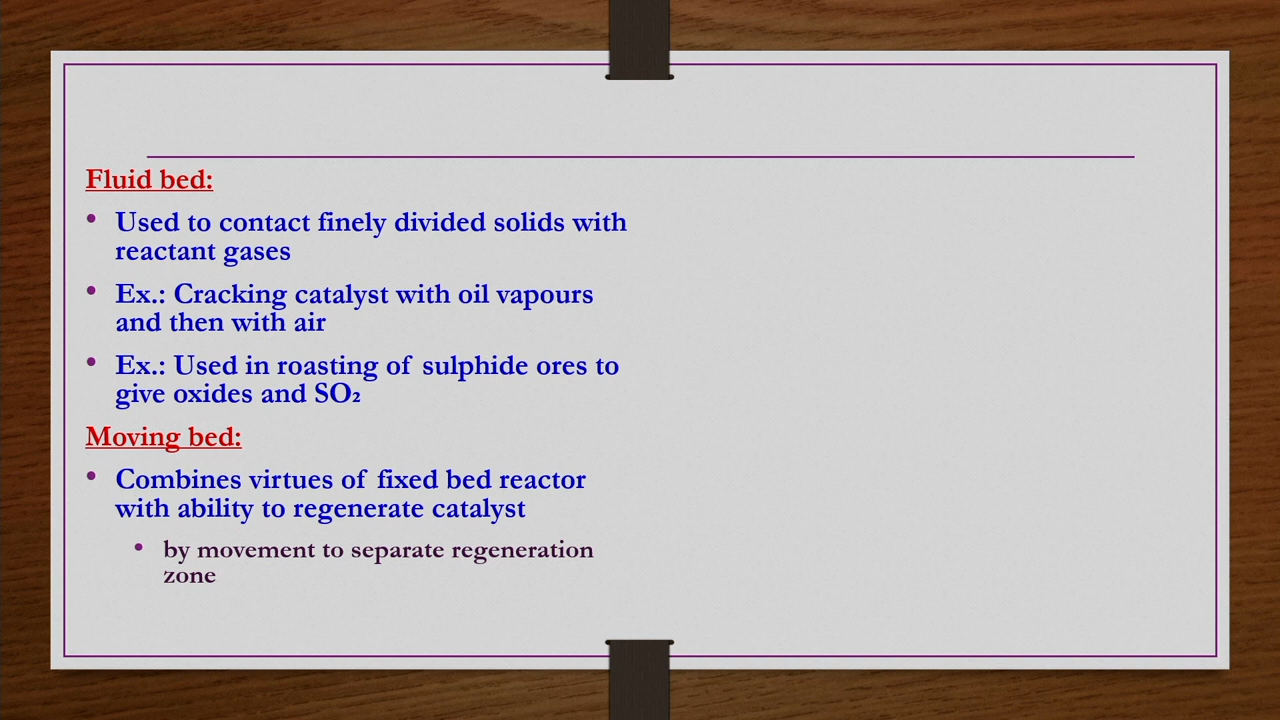 Fluid bed:
• Used to contact finely divided solids with
reactant gases
• Ex.: Cracking catalyst with oil vapours
and then with air
• Ex.: Used in roasting of sulphide ores to
give oxides and SO₂
Moving bed:
• Combines virtues of fixed bed reactor
with ability to regenerate catalyst
• by movement to separate regeneration
zone